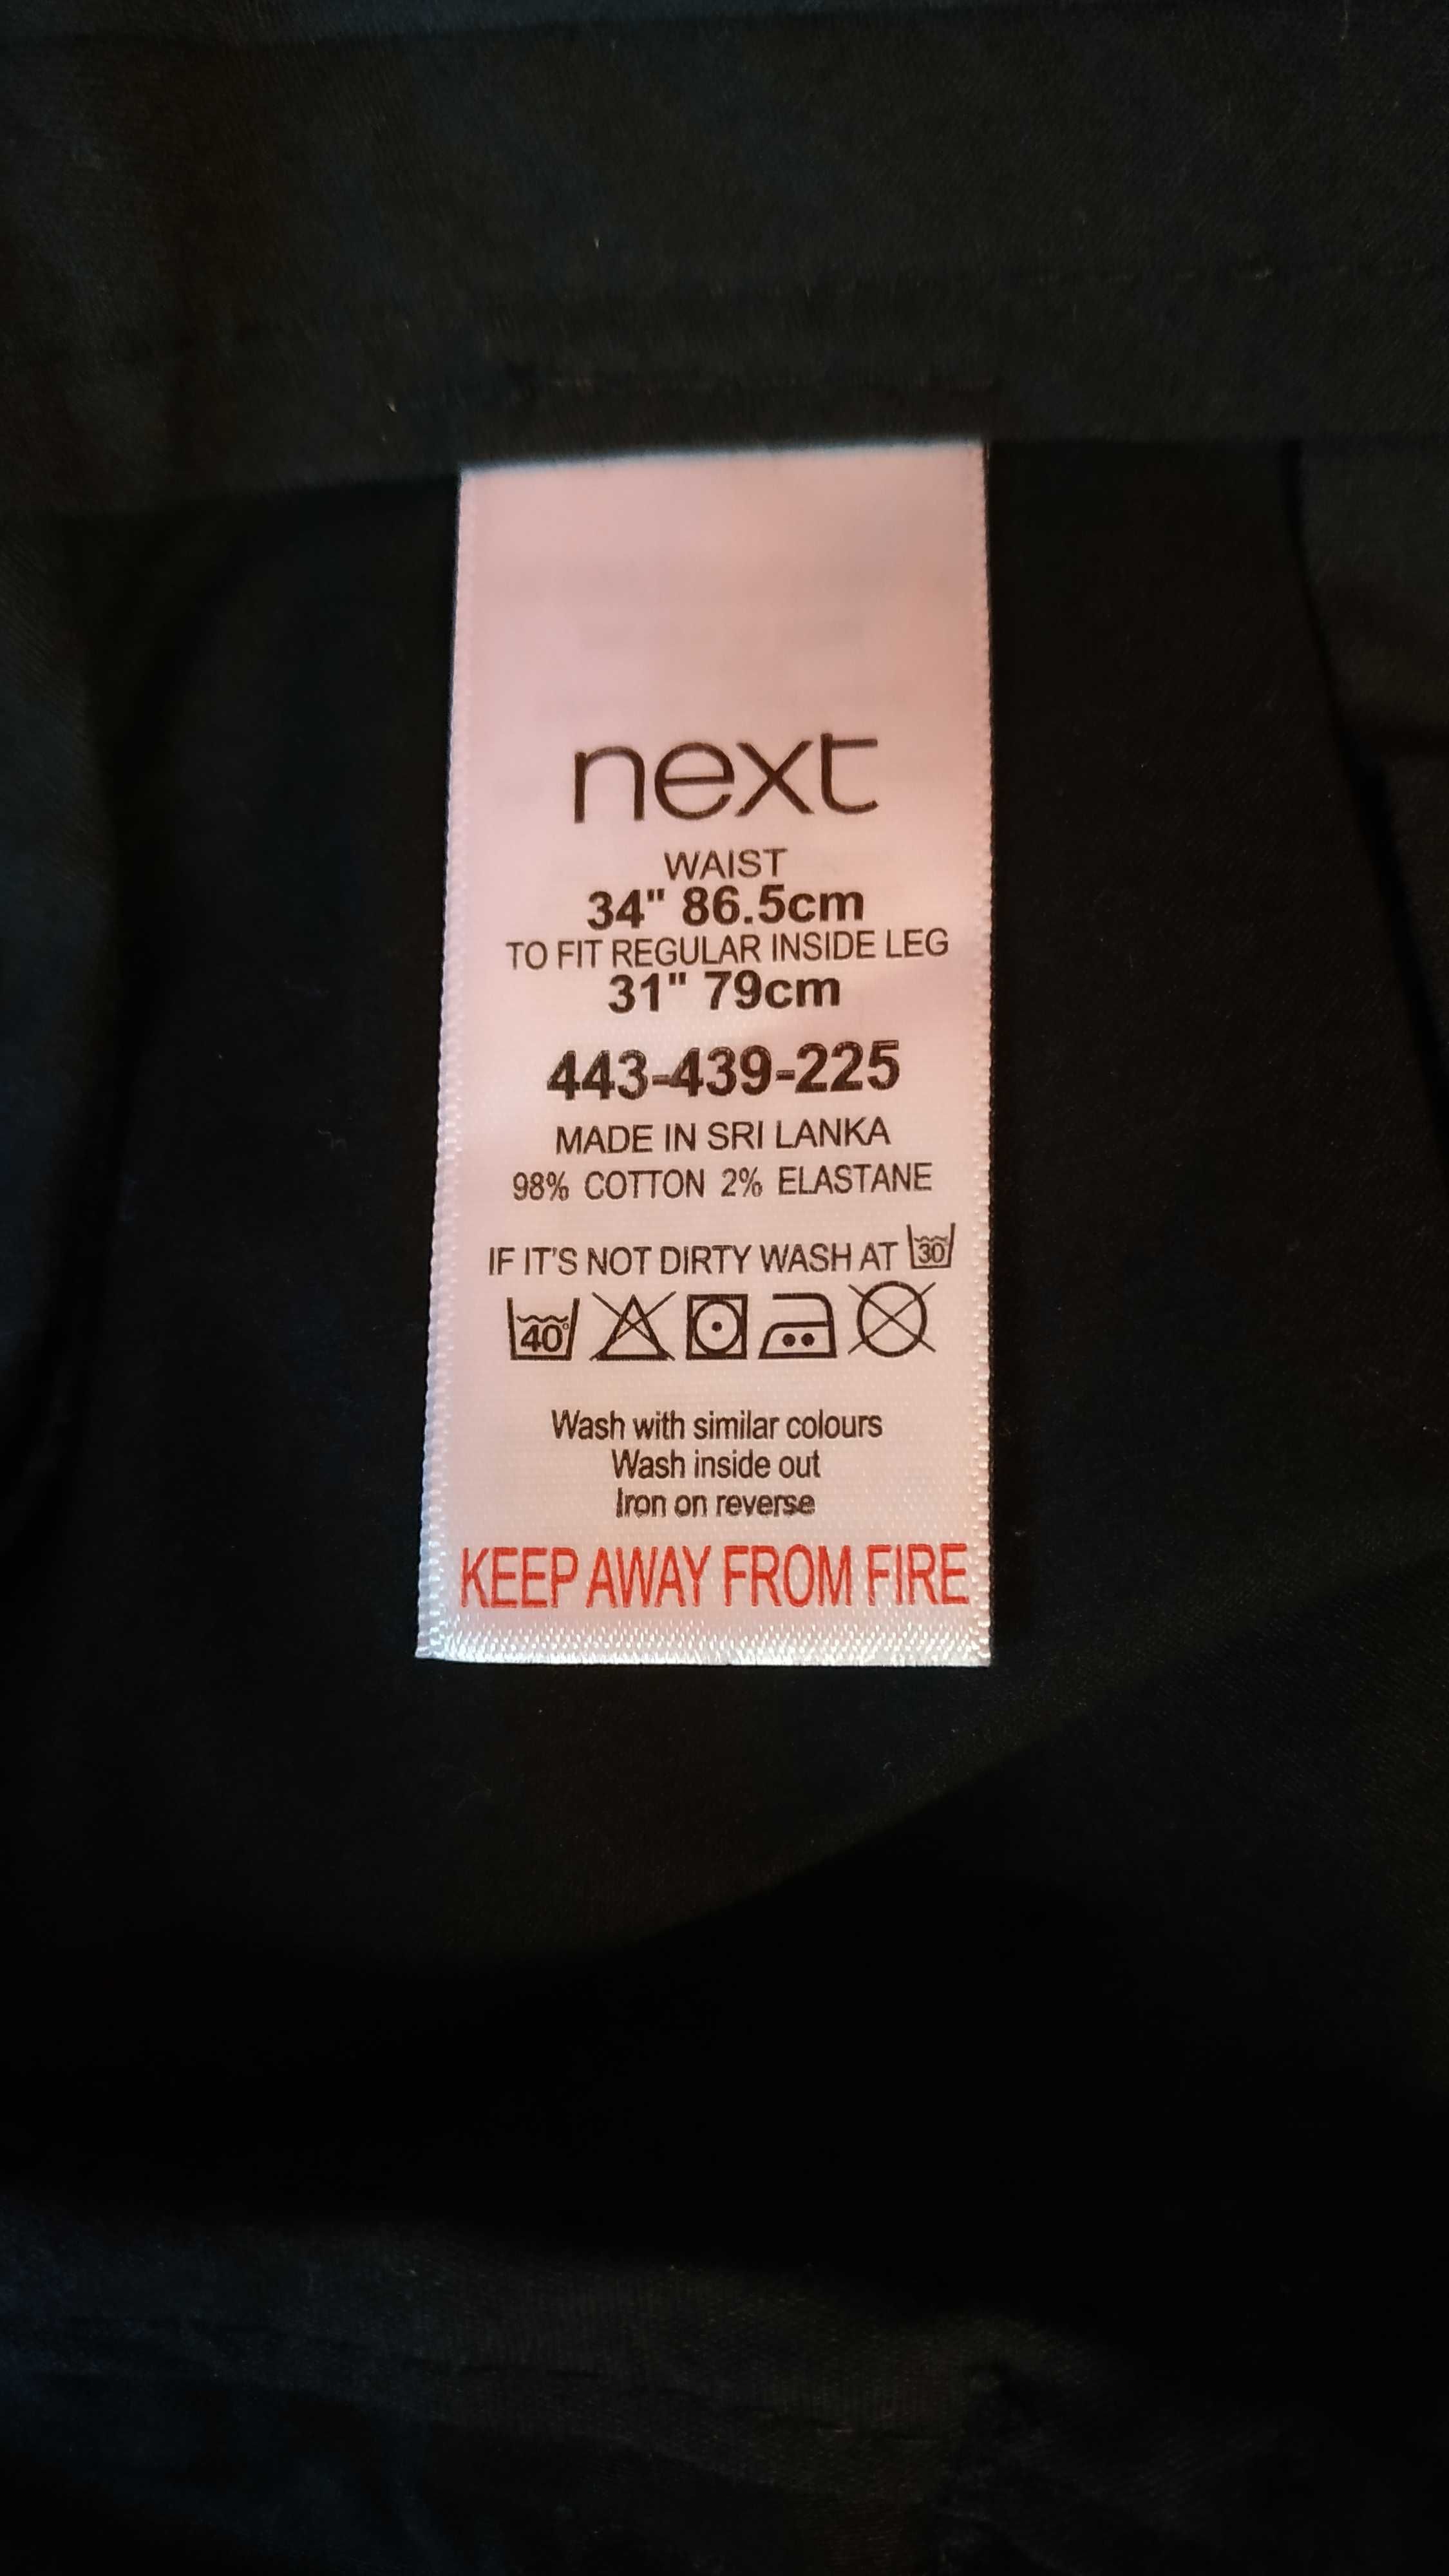 next
WAIST
34" 86.5cm
TO FIT REGULAR INSIDE LEG
31" 79cm
443-439-225
MADE IN SRI LANKA
98% COTTON 2% ELASTANE
IF IT'S NOT DIRTY WASH AT 30
40°
Wash with similar colours
Wash inside out
Iron on reverse
KEEP AWAY FROM FIRE